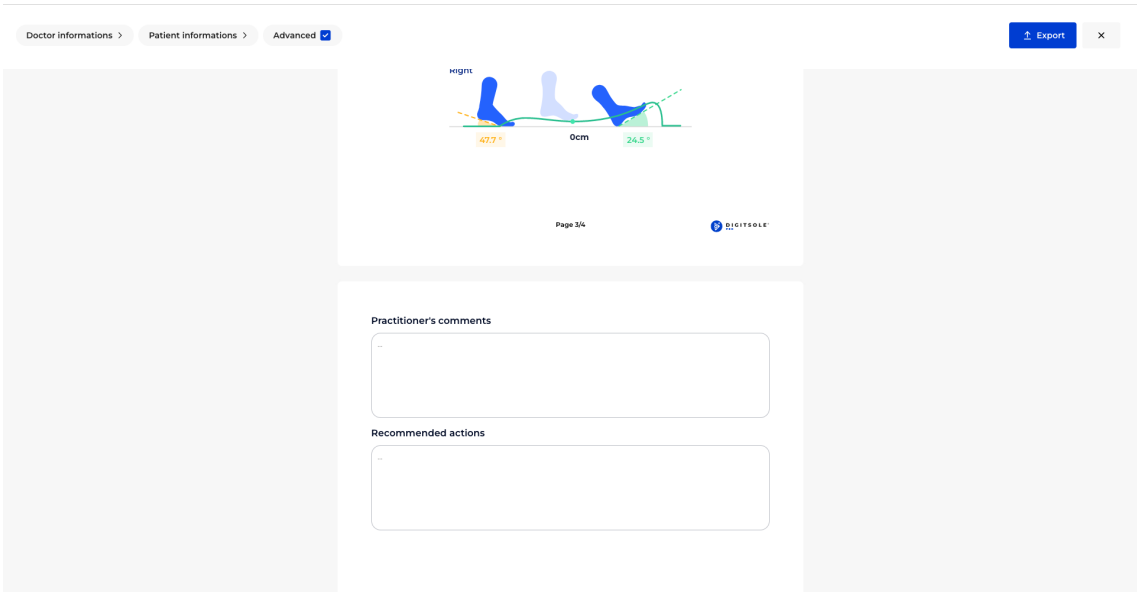 Doctor informations >
Patient informations >
Advanced
Export
×
Right
47.7 °
0cm
24.5 °
Page 3/4
DIGITSOLE
Practitioner's comments
...
Recommended actions
...